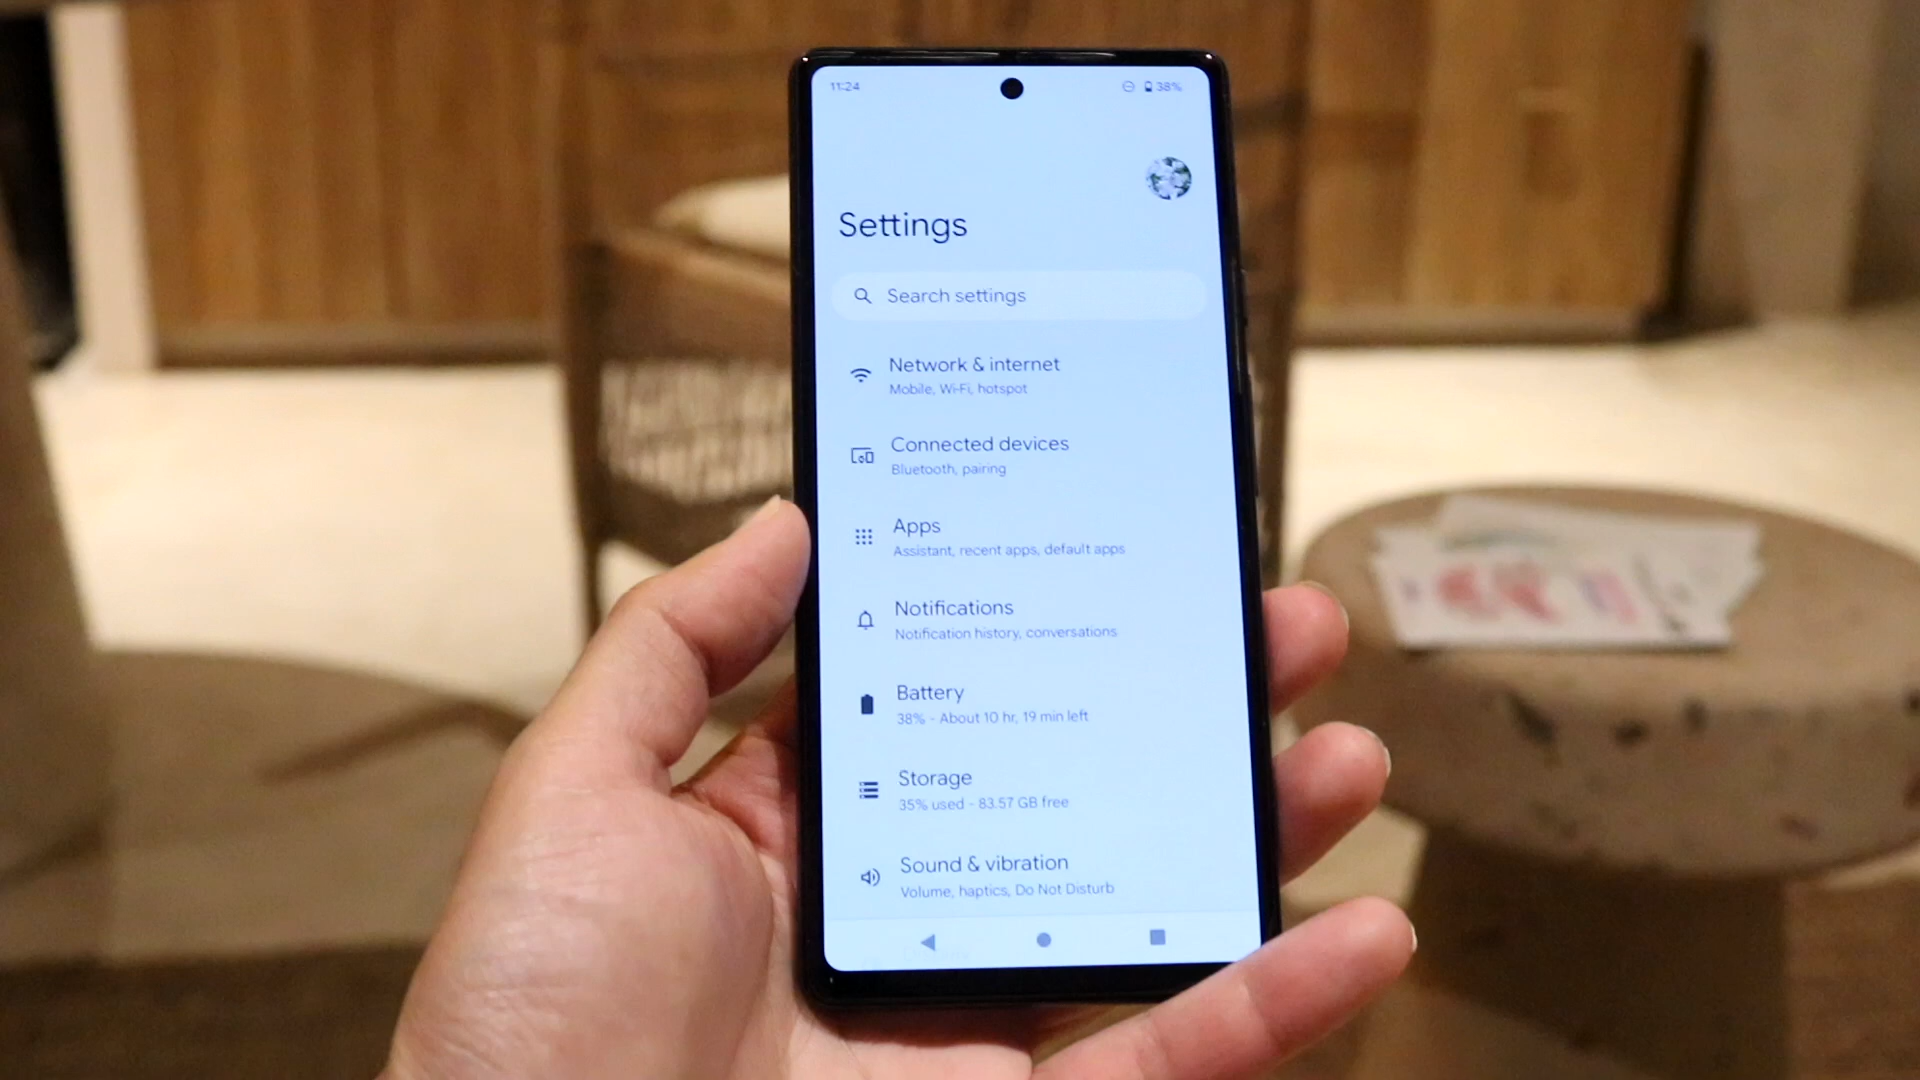 11:24 38%
Settings
Search settings
Network & internet
Mobile, Wi-Fi, hotspot
Connected devices
Bluetooth, pairing
Apps
Assistant, recent apps, default apps
Notifications
Notification history, conversations
Battery
38% - About 10 hr, 19 min left
Storage
35% used - 83.57 GB free
Sound & vibration
Volume, haptics, Do Not Disturb